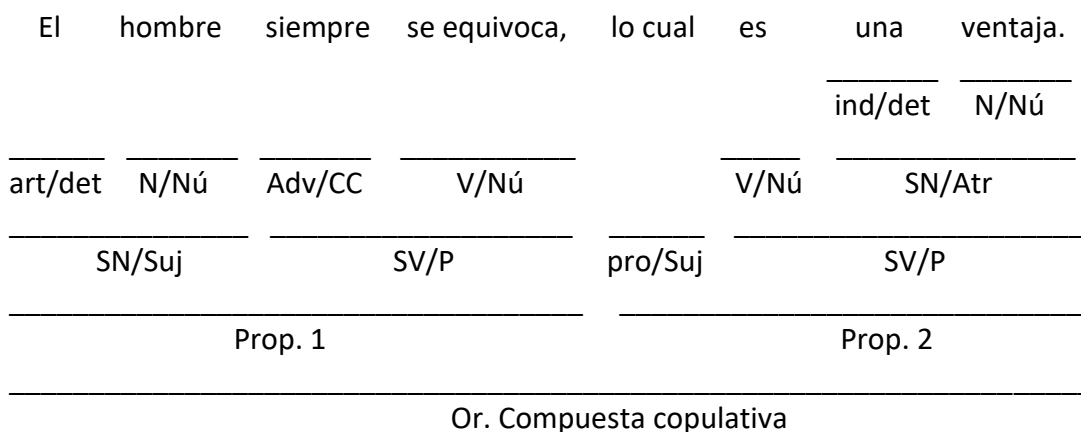 El hombre siempre se equivoca, lo cual es una ventaja.
ind/det N/Nú
art/det N/Nú Adv/CC V/Nú V/Nú SN/Atr
SN/Suj SV/P pro/Suj SV/P
Prop. 1 Prop. 2
Or. Compuesta copulativa